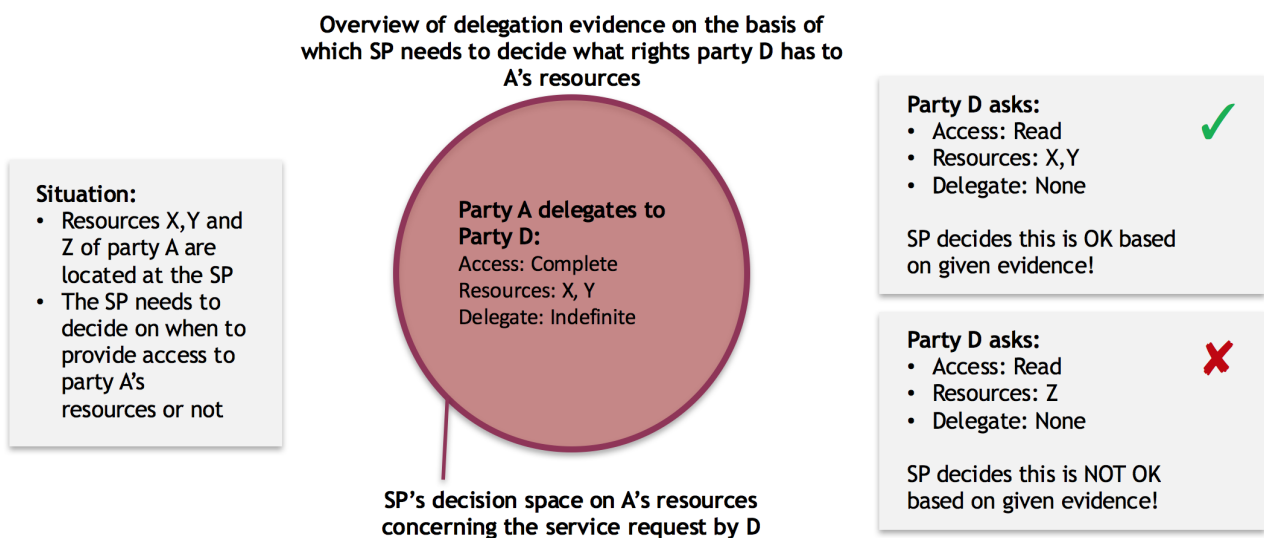 Overview of delegation evidence on the basis of
which SP needs to decide what rights party D has to
A's resources
Situation:
• Resources X,Y and
Z of party A are
located at the SP
• The SP needs to
decide on when to
provide access to
party A's
resources or not
Party A delegates to
Party D:
Access: Complete
Resources: X, Y
Delegate: Indefinite
SP's decision space on A's resources
concerning the service request by D
Party D asks:
• Access: Read
• Resources: X,Y
• Delegate: None
SP decides this is OK based
on given evidence!
Party D asks:
• Access: Read
• Resources: Z
• Delegate: None
SP decides this is NOT OK
based on given evidence!